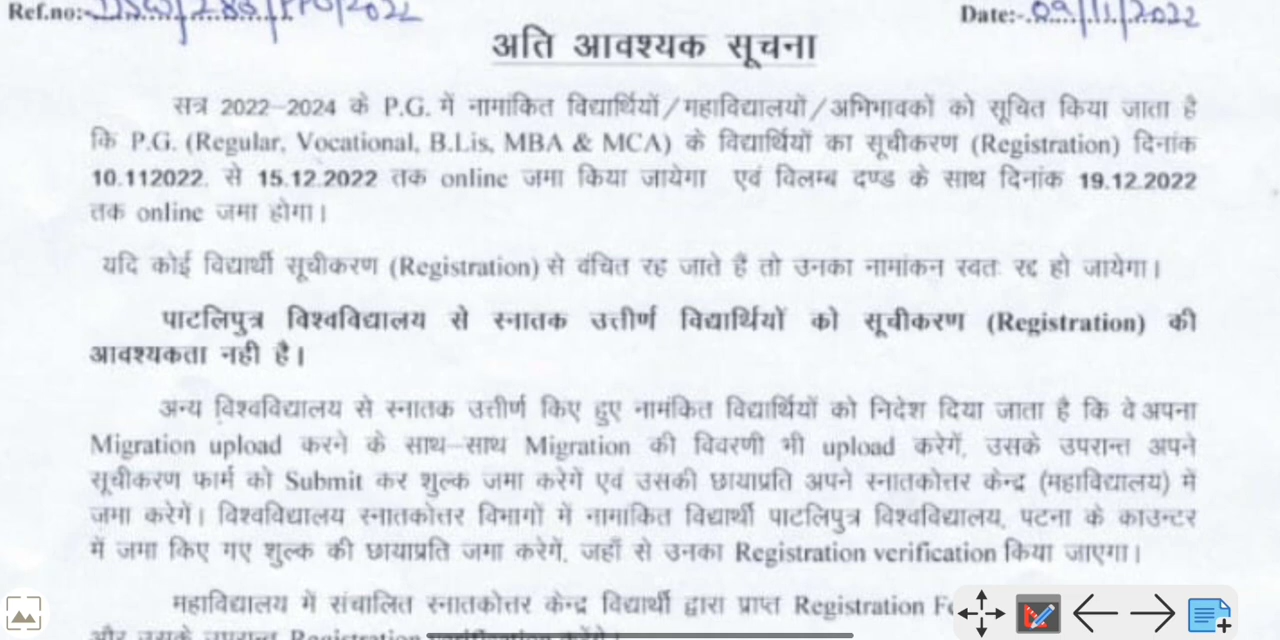 Ref.no:-
Date:-09/11/2022
अति आवश्यक सूचना
सत्र 2022–2024 के P.G. में नामांकित विद्यार्थियों/महाविद्यालयों/अभिभावकों को सूचित किया जाता है
कि P.G. (Regular, Vocational, B.Lis, MBA & MCA) के विद्यार्थियों का सूचीकरण (Registration) दिनांक
10.112022. से 15.12.2022 तक online जमा किया जायेगा एवं विलम्ब दण्ड के साथ दिनांक 19.12.2022
तक online जमा होगा।
यदि कोई विद्यार्थी सूचीकरण (Registration) से वंचित रह जाते है तो उनका नामांकन स्वतः रद्द हो जायेगा।
पाटलिपुत्र विश्वविद्यालय से स्नातक उत्तीर्ण विद्यार्थियों को सूचीकरण (Registration) की
आवश्यकता नही है।
अन्य विश्वविद्यालय से स्नातक उत्तीर्ण किए हुए नामंकित विद्यार्थियों को निदेश दिया जाता है कि वे अपना
Migration upload करने के साथ–साथ Migration की विवरणी भी upload करेगें, उसके उपरान्त अपने
सूचीकरण फार्म को Submit कर शुल्क जमा करेगें एवं उसकी छायाप्रति अपने स्नातकोत्तर केन्द्र (महाविद्यालय) में
जमा करेगें। विश्वविद्यालय स्नातकोत्तर विभागों में नामांकित विद्यार्थी पाटलिपुत्र विश्वविद्यालय, पटना के काउन्टर
में जमा किए गए शुल्क की छायाप्रति जमा करेगें, जहाँ से उनका Registration verification किया जाएगा।
महाविद्यालय में संचालित स्नातकोत्तर केन्द्र विद्यार्थी द्वारा प्राप्त Registration
और उसके उपरान्त Registration